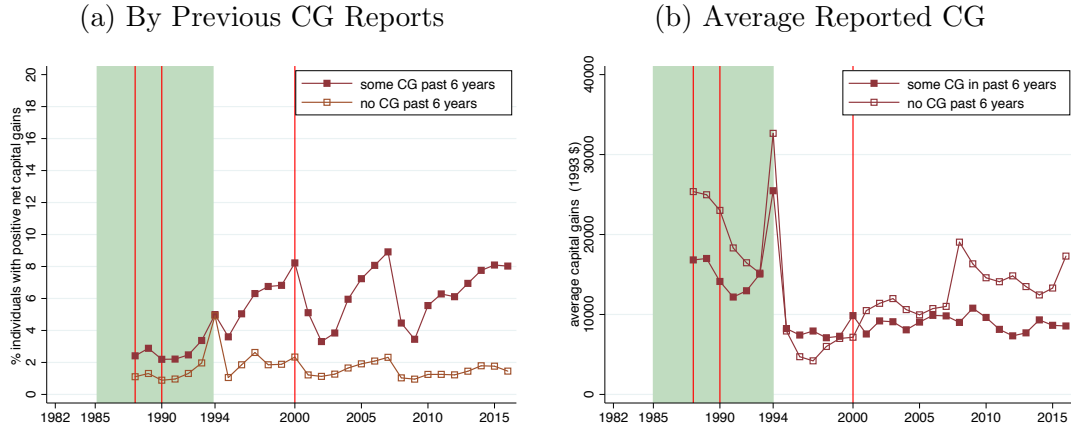 (a) By Previous CG Reports
% individuals with positive net capital gains
20
18
16
14
12
10
8
6
4
2
0
some CG past 6 years
no CG past 6 years
1982 1985 1990 1994 2000 2005 2010 2015
(b) Average Reported CG
average capital gains (1993 $)
40000
30000
20000
10000
0
some CG in past 6 years
no CG past 6 years
1982 1985 1990 1994 2000 2005 2010 2015